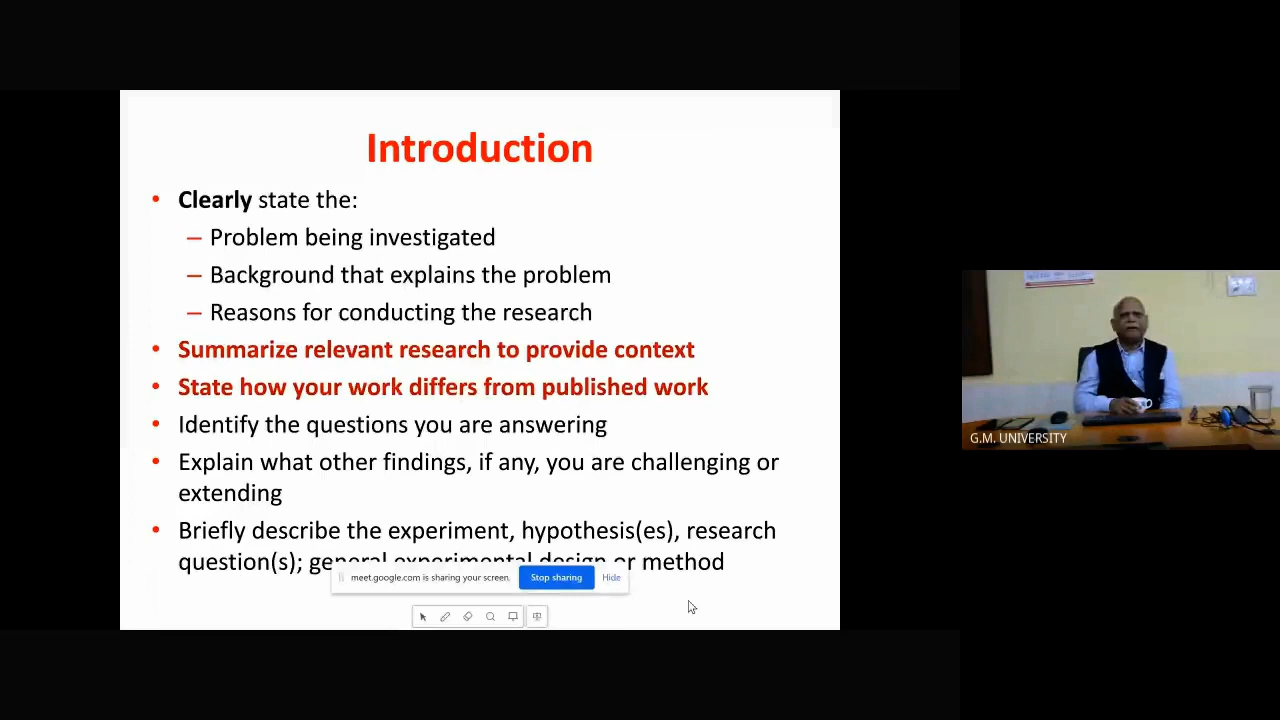 Introduction
• Clearly state the:
– Problem being investigated
– Background that explains the problem
– Reasons for conducting the research
• Summarize relevant research to provide context
• State how your work differs from published work
• Identify the questions you are answering
• Explain what other findings, if any, you are challenging or
extending
• Briefly describe the experiment, hypothesis(es), research
question(s); general experimental design or method
meet.google.com is sharing your screen.
Stop sharing
Hide
G.M. UNIVERSITY